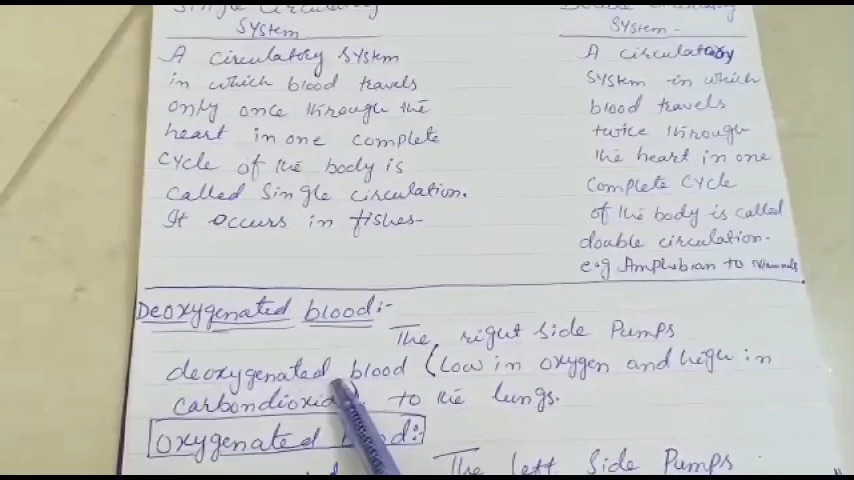 Single Circulatory
System
A circulatory System
in which blood travels
only once through the
heart in one complete
cycle of the body is
called Single circulation.
It occurs in fishes-
System-
A circulatory
System in which
blood travels
twice through
the heart in one
Complete cycle
of the body is called
double circulation.
e.g Amphibian to Mammals
Deoxygenated blood:-
The right side Pumps
deoxygenated blood (Low in oxygen and high in
carbondioxide). to the lungs.
oxygenated blood:
The left side Pumps